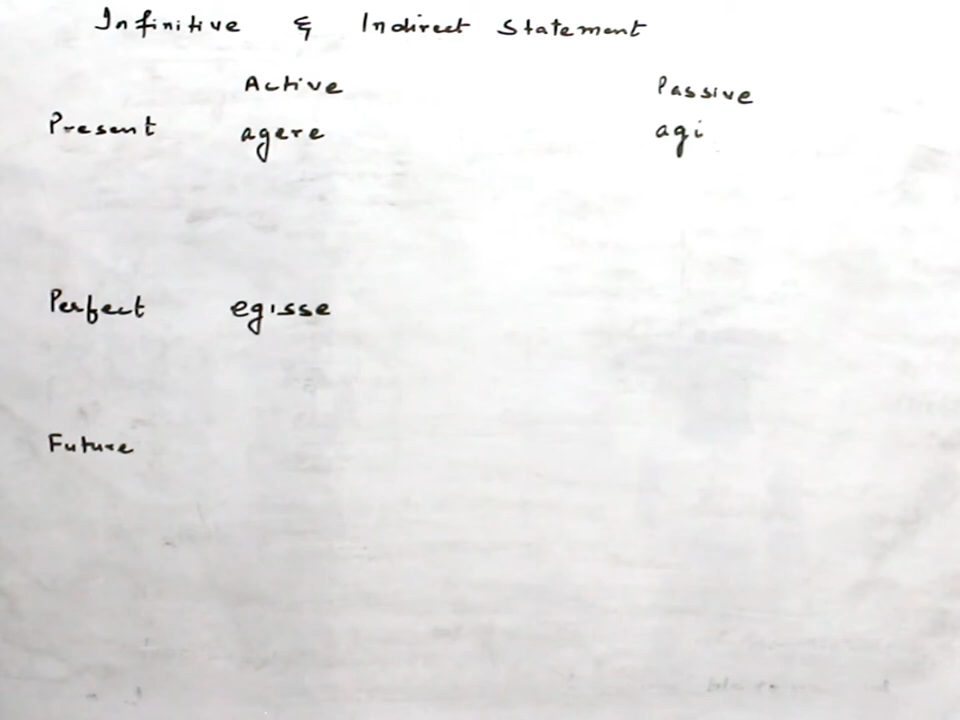 Infinitive & Indirect Statement
Active Passive
Present agere agi
Perfect egisse
Future